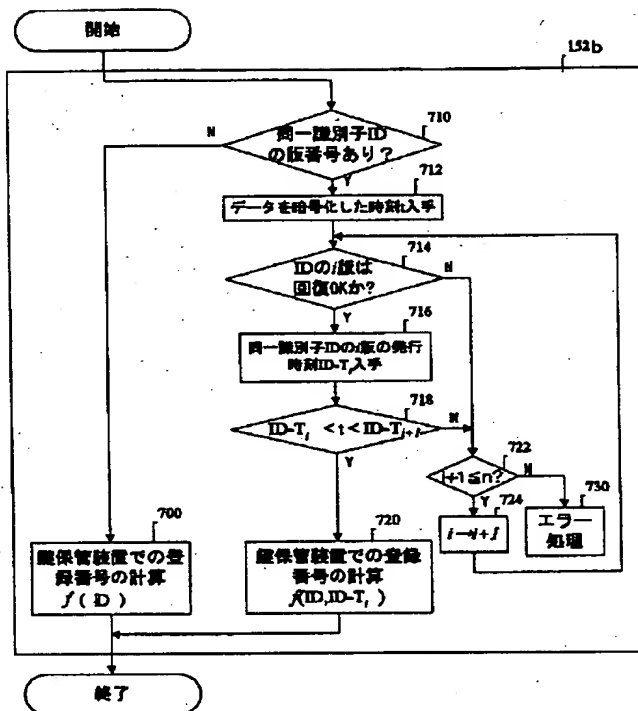 開始
152b
710
同一識別子ID
の版番号あり？
N
Y
712
データを暗号化した時刻t入手
714
IDのi版は
回復OKか?
N
Y
716
同一識別子IDのi版の発行
時刻ID-Ti入手
718
ID-Ti < t < ID-Ti+1
N
Y
722
i+1≦n?
N
Y
724
i→i+1
730
エラー
処理
700
鍵保管装置での登
録番号の計算
f ( ID )
720
鍵保管装置での登録
番号の計算
f(ID,ID-Ti )
終了